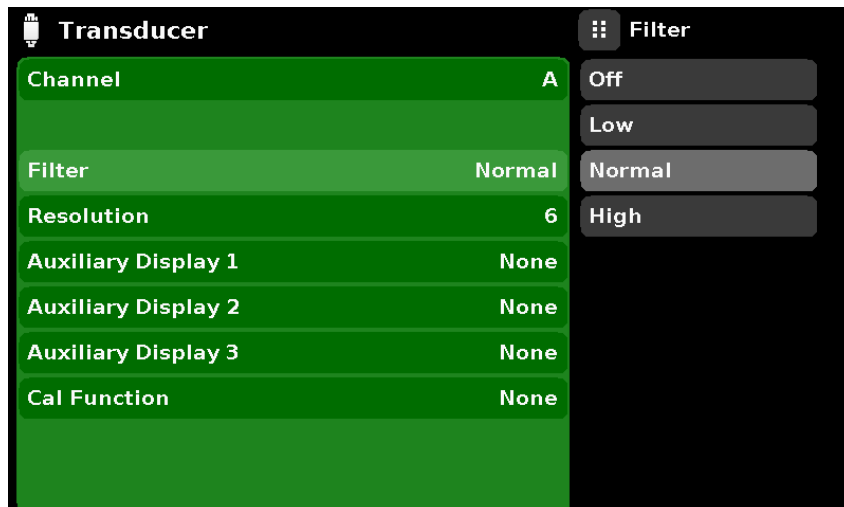 Transducer
Channel A
Filter Normal
Resolution 6
Auxiliary Display 1 None
Auxiliary Display 2 None
Auxiliary Display 3 None
Cal Function None
Filter
Off
Low
Normal
High